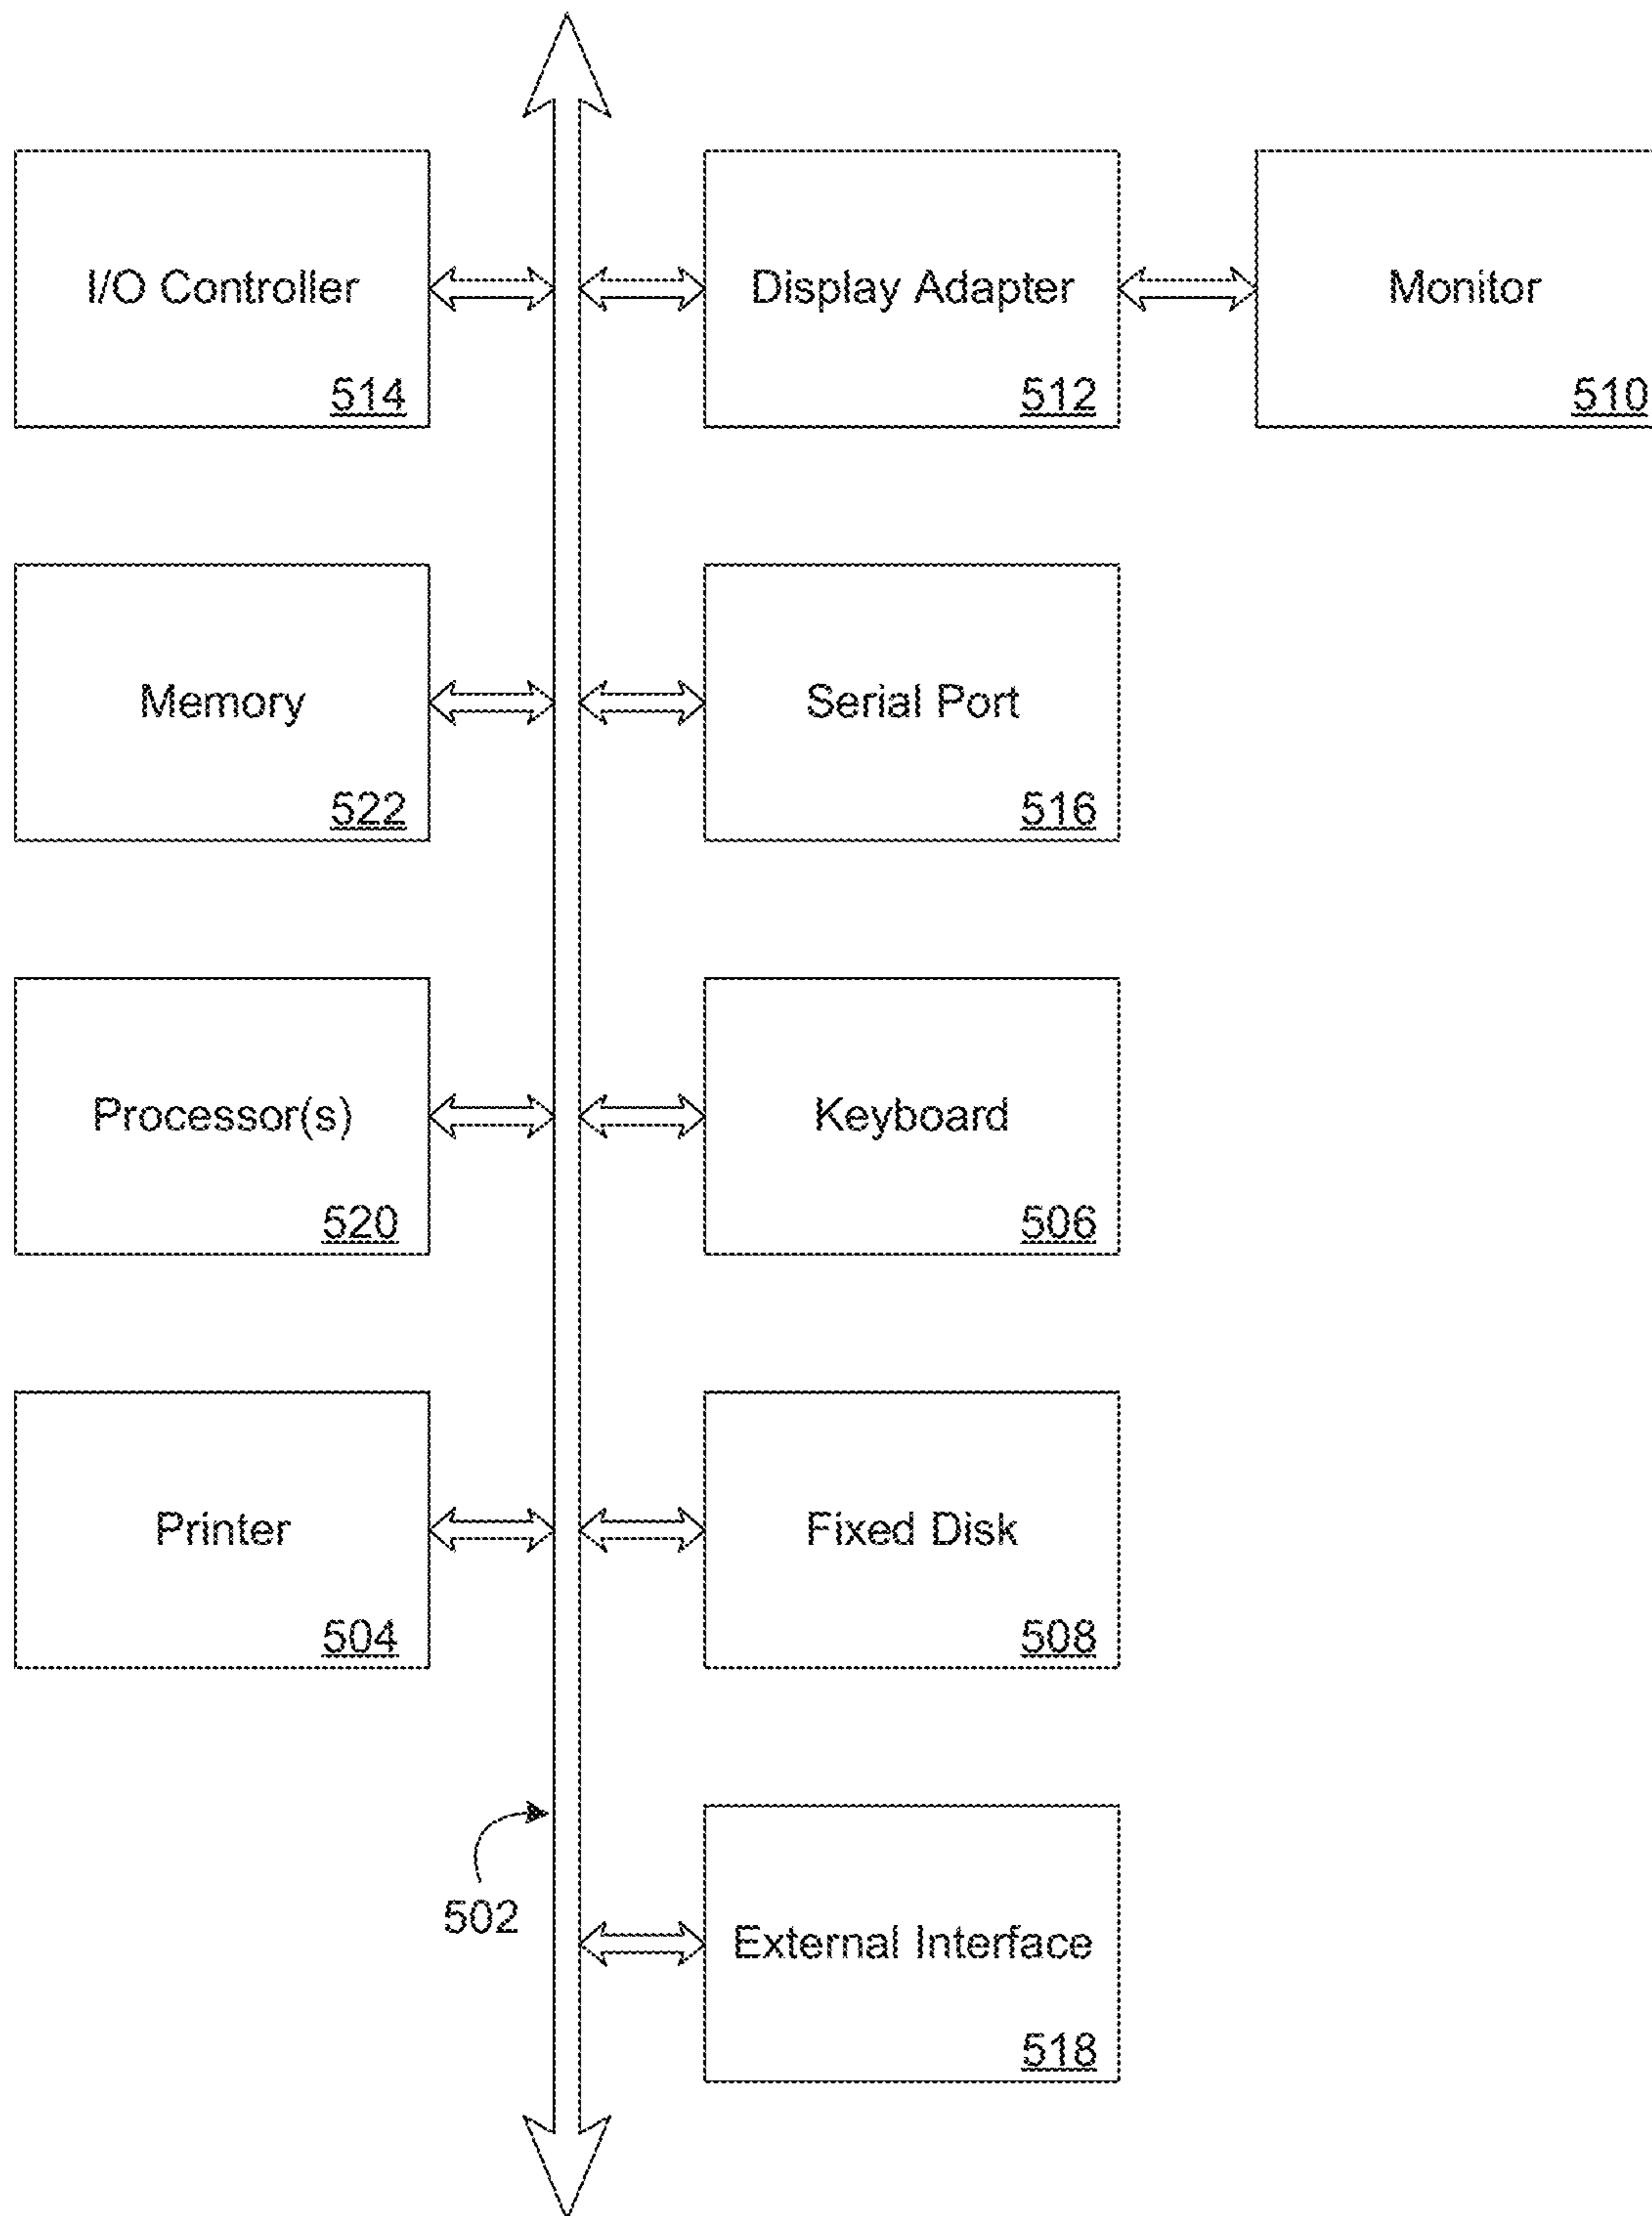 I/O Controller
514
Display Adapter
512
Monitor
510
Memory
522
Serial Port
516
Processor(s)
520
Keyboard
506
Printer
504
Fixed Disk
508
502
External Interface
518